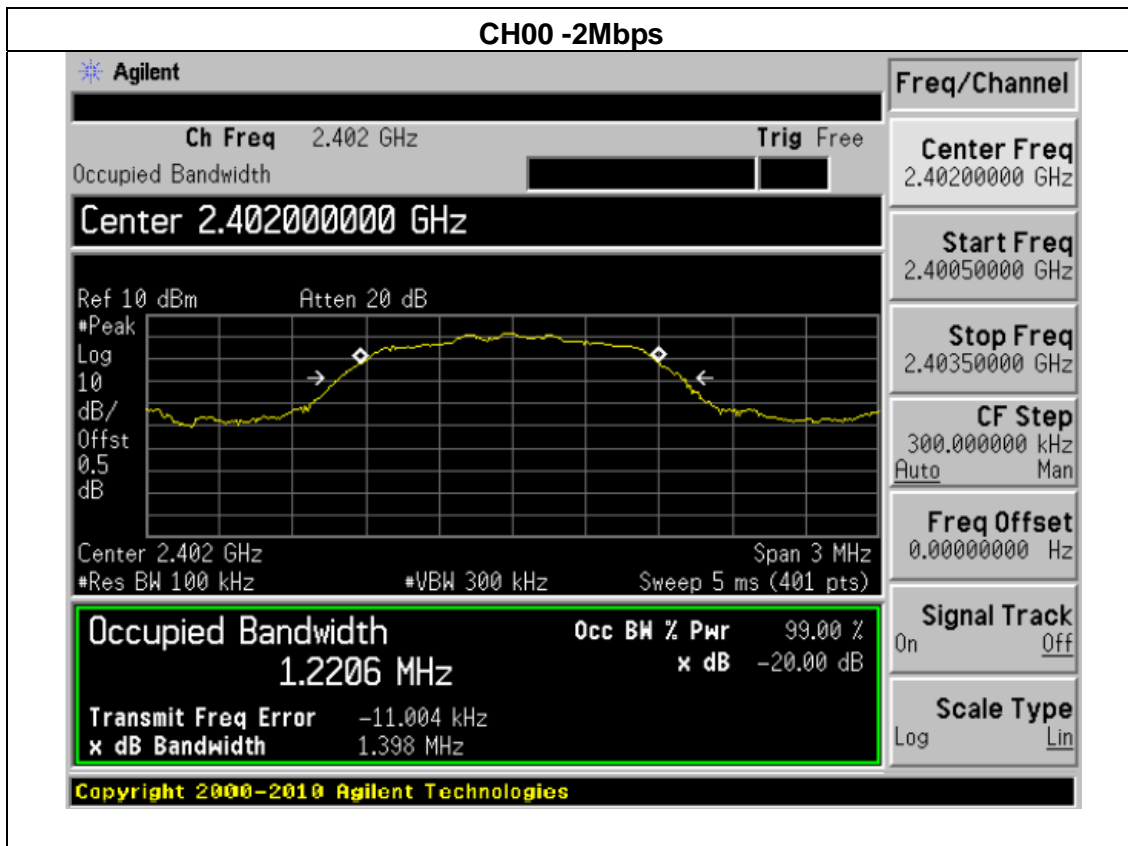 CH00 -2Mbps
Agilent
Freq/Channel
Ch Freq 2.402 GHz Trig Free
Occupied Bandwidth
Center 2.402000000 GHz
Center Freq
2.40200000 GHz
Start Freq
2.40050000 GHz
Stop Freq
2.40350000 GHz
CF Step
300.000000 kHz
Auto Man
Freq Offset
0.00000000 Hz
Signal Track
On Off
Scale Type
Log Lin
Ref 10 dBm Atten 20 dB
#Peak
Log
10
dB/
Offst
0.5
dB
Center 2.402 GHz Span 3 MHz
#Res BW 100 kHz #VBW 300 kHz Sweep 5 ms (401 pts)
Occupied Bandwidth Occ BW % Pwr 99.00 %
1.2206 MHz x dB -20.00 dB
Transmit Freq Error -11.004 kHz
x dB Bandwidth 1.398 MHz
Copyright 2000-2010 Agilent Technologies